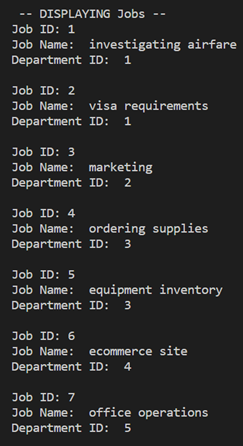 -- DISPLAYING Jobs --
Job ID: 1
Job Name:  investigating airfare
Department ID:  1
Job ID: 2
Job Name:  visa requirements
Department ID:  1
Job ID: 3
Job Name:  marketing
Department ID:  2
Job ID: 4
Job Name:  ordering supplies
Department ID:  3
Job ID: 5
Job Name:  equipment inventory
Department ID:  3
Job ID: 6
Job Name:  ecommerce site
Department ID:  4
Job ID: 7
Job Name:  office operations
Department ID:  5